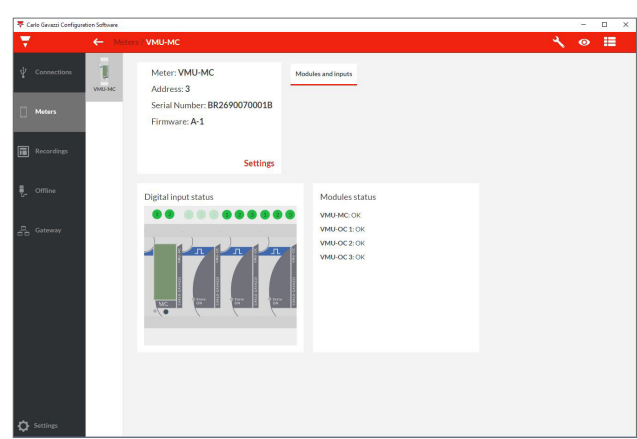 Carlo Gavazzi Configuration Software
Meters / VMU-MC
Connections
Meters
Recordings
Offline
Gateway
Settings
VMU-MC
Meter: VMU-MC
Address: 3
Serial Number: BR2690070001B
Firmware: A-1
Settings
Modules and inputs
Digital input status
MC
Modules status
VMU-MC: OK
VMU-OC 1: OK
VMU-OC 2: OK
VMU-OC 3: OK